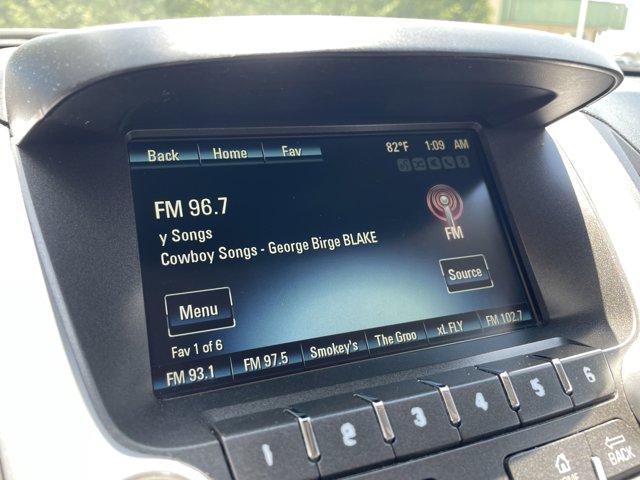 Back Home Fav 82°F 1:09 AM
FM 96.7
y Songs
Cowboy Songs - George Birge BLAKE
FM
Source
Menu
Fav 1 of 6
FM 93.1 FM 97.5 Smokey's The Groo xL FLY FM 102.7
1 2 3 4 5 6
HOME BACK